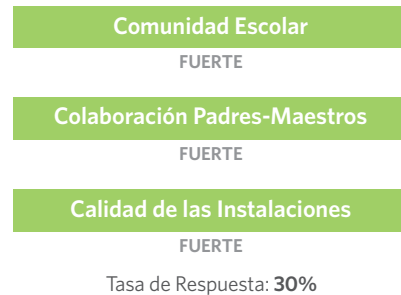 Comunidad Escolar
FUERTE
Colaboración Padres-Maestros
FUERTE
Calidad de las Instalaciones
FUERTE
Tasa de Respuesta: 30%